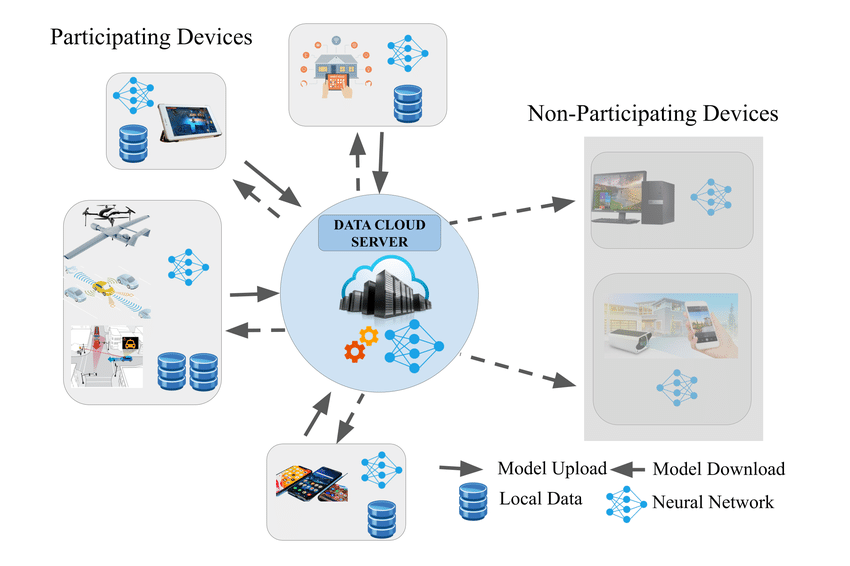 Participating Devices
Non-Participating Devices
DATA CLOUD
SERVER
Model Upload
Model Download
Local Data
Neural Network